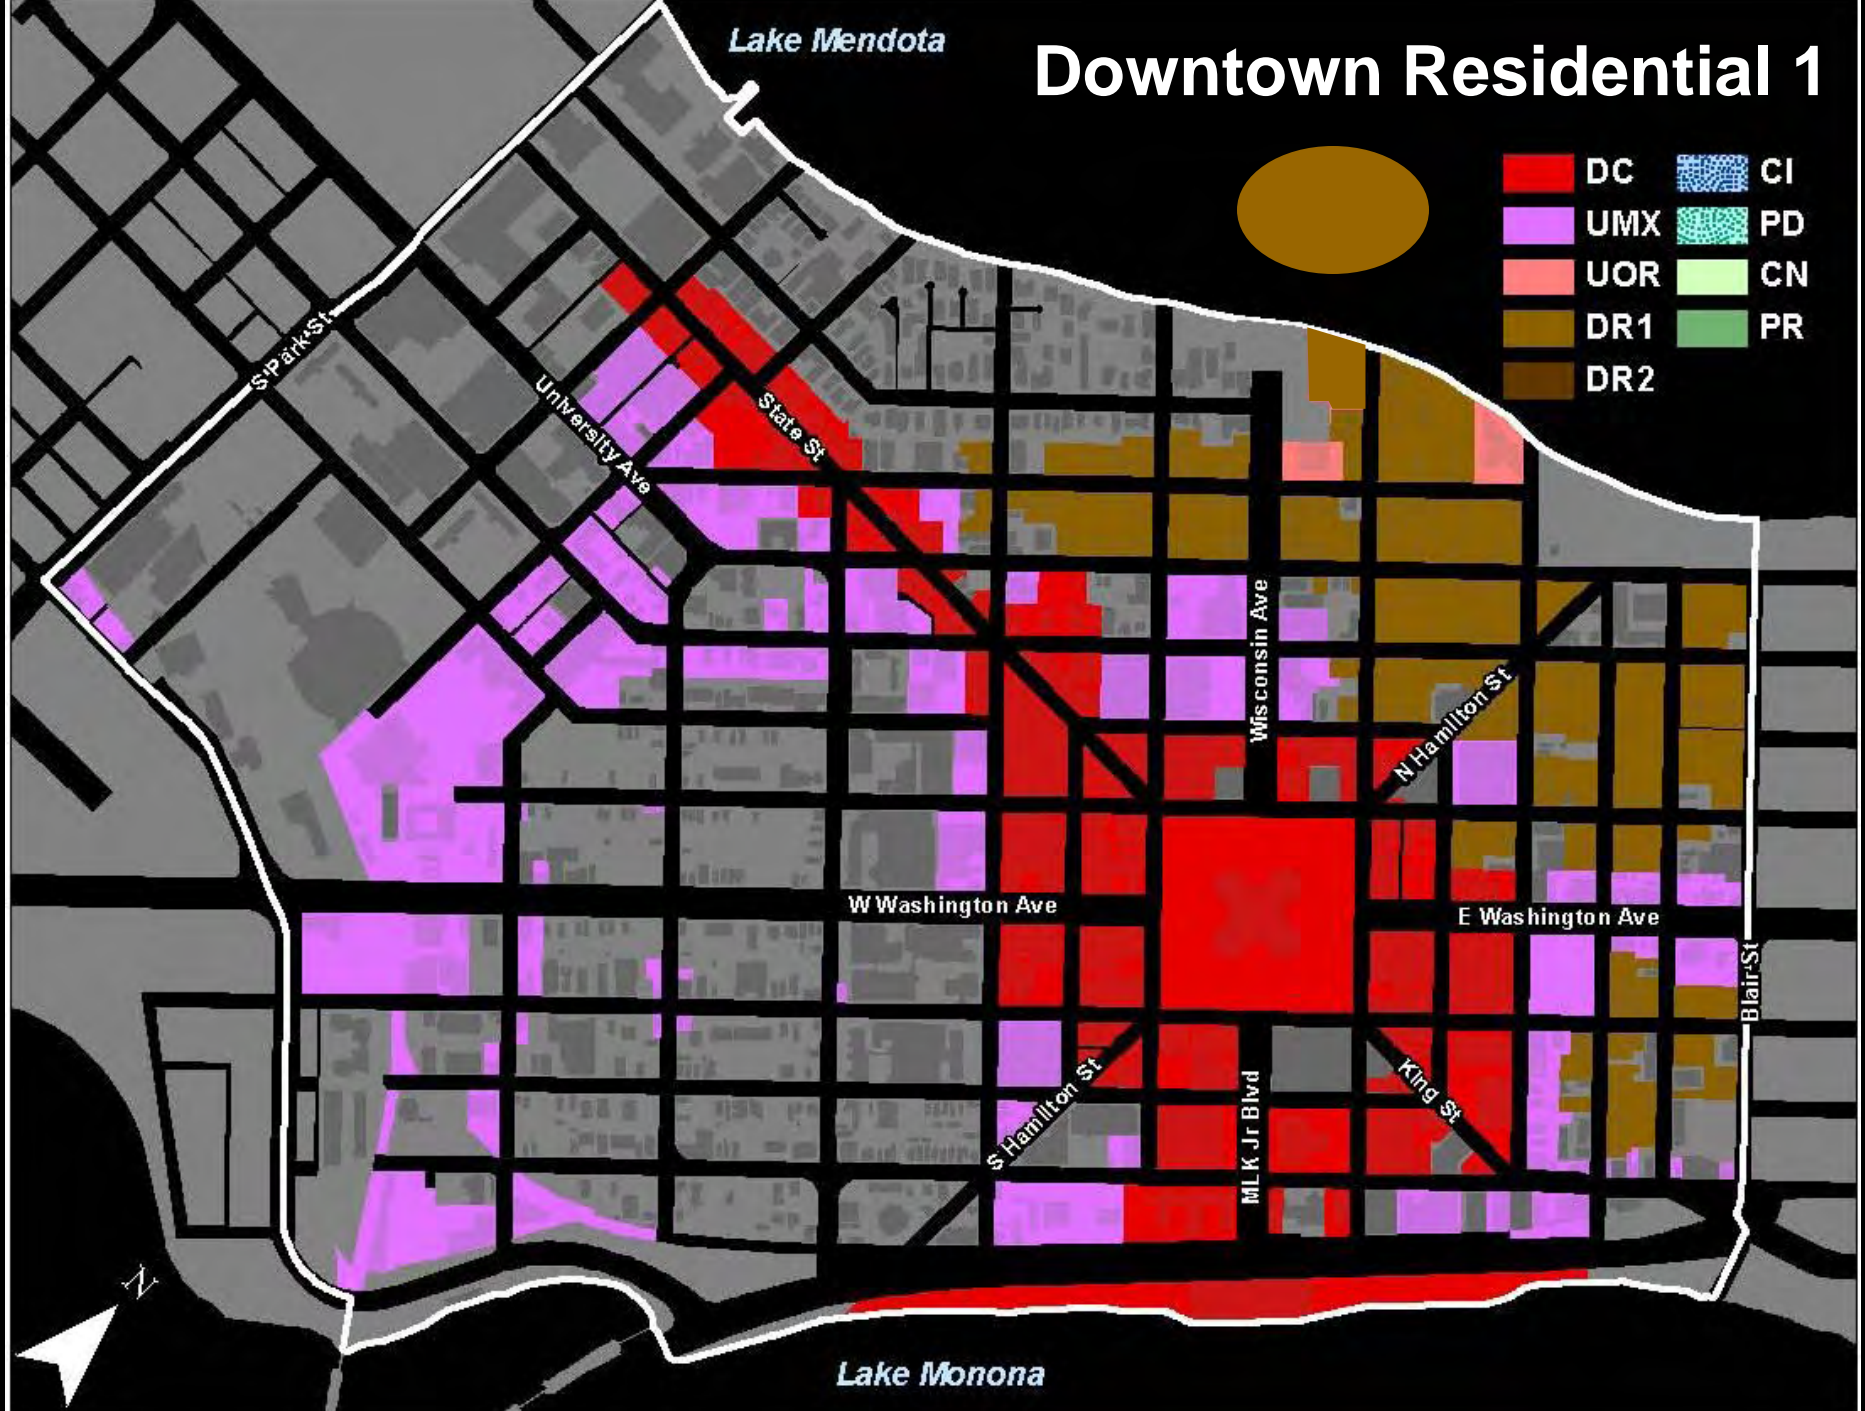 Lake Mendota
Downtown Residential 1
DC
CI
UMX
PD
UOR
CN
DR1
PR
DR2
S Park St
University Ave
State St
Wisconsin Ave
N Hamilton St
W Washington Ave
E Washington Ave
Blair St
S Hamilton St
MLK Jr Blvd
King St
N
Lake Monona